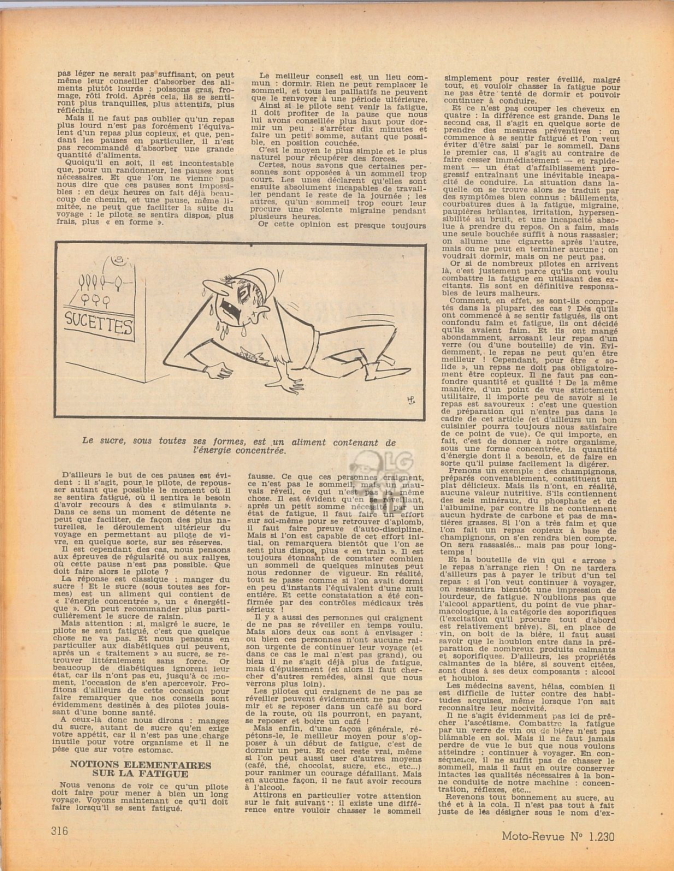 pas léger ne serait pas suffisant, on peut
même leur conseiller d'absorber des ali-
ments plutôt lourds ; poissons gras, fro-
mage, rôti froid. Après cela, ils se senti-
ront plus tranquilles, plus attentifs, plus
réfléchis.
Mais il ne faut pas oublier qu'un repas
plus lourd n'est pas forcément l'équiva-
lent d'un repas plus copieux, et que, pen-
dant les pauses en particulier, il n'est
pas recommandé d'absorber une grande
quantité d'aliments.
Quoiqu'il en soit, il est incontestable
que, pour un randonneur, les pauses sont
nécessaires. Et que l'on ne vienne pas
nous dire que ces pauses sont impossi-
bles : en deux heures on fait déjà beau-
coup de chemin, et une pause, même li-
mitée, ne peut que faciliter la suite du
voyage : le pilote se sentira dispos, plus
frais, plus « en forme ».
Le meilleur conseil est un lieu com-
mun : dormir. Rien ne peut remplacer le
sommeil, et tous les palliatifs ne peuvent
que le renvoyer à une période ultérieure.
Ainsi si le pilote sent venir la fatigue,
il doit profiter de la pause que nous
lui avons conseillée plus haut pour dor-
mir un peu : s'arrêter dix minutes et
faire un petit somme, autant que possi-
ble, en position couchée.
C'est le moyen le plus simple et le plus
naturel pour récupérer des forces.
Certes, nous savons que certaines per-
sonnes sont opposées à un sommeil trop
court. Les unes déclarent qu'elles sont
ensuite absolument incapables de travail-
ler pendant le reste de la journée ; les
autres, qu'un sommeil trop court leur
procure une violente migraine pendant
plusieurs heures.
Or cette opinion est presque toujours
SUCETTES
Le sucre, sous toutes ses formes, est un aliment contenant de
l'énergie concentrée.
D'ailleurs le but de ces pauses est évi-
dent : il s'agit, pour le pilote, de repous-
ser autant que possible le moment où il
se sentira fatigué, où il sentira le besoin
d'avoir recours à des « stimulants ».
Dans ce sens un moment de détente ne
peut que faciliter, de façon des plus na-
turelles, le déroulement ultérieur du
voyage en permettant au pilote de vi-
vre, en quelque sorte, sur ses réserves.
Il est cependant des cas, nous pensons
aux épreuves de régularité ou aux rallyes,
où cette pause n'est pas possible. Que
doit faire alors le pilote ?
La réponse est classique : manger du
sucre ! Et le sucre (sous toutes ses for-
mes) est un aliment qui contient de
« l'énergie concentrée », un « énergéti-
que ». On peut recommander plus parti-
culièrement le sucre de raisin.
Mais attention : si, malgré le sucre, le
pilote se sent fatigué, c'est que quelque
chose ne va pas. Et nous pensons en
particulier aux diabétiques qui peuvent,
après un « traitement » au sucre, se re-
trouver littéralement sans force. Or
beaucoup de diabétiques ignorent leur
état, car ils n'ont pas eu, jusqu'à ce mo-
ment, l'occasion de s'en apercevoir. Pro-
fitons d'ailleurs de cette occasion pour
faire remarquer que nos conseils sont
évidemment destinés à des pilotes jouis-
sant d'une bonne santé.
A ceux-là donc nous dirons : mangez
du sucre, autant de sucre qu'en exige
votre appétit, car il n'est pas une charge
inutile pour votre organisme et il ne
pèse que sur votre estomac.
NOTIONS ELEMENTAIRES
SUR LA FATIGUE
Nous venons de voir ce qu'un pilote
doit faire pour mener à bien un long
voyage. Voyons maintenant ce qu'il doit
faire lorsqu'il se sent fatigué.
fausse. Ce que ces personnes craignent,
ce n'est pas le sommeil, mais le mau-
vais réveil, ce qui n'est pas la même
chose. Il est évident qu'en s'éveillant,
après un petit somme nécessité par un
état de fatigue, il faut faire un effort
sur soi-même pour se retrouver d'aplomb,
il faut faire preuve d'auto-discipline.
Mais si l'on est capable de cet effort ini-
tial, on remarquera bientôt que l'on se
sent plus dispos, plus « en train ». Il est
toujours étonnant de constater combien
un sommeil de quelques minutes peut
nous redonner de vigueur. En réalité,
tout se passe comme si l'on avait dormi
en peu d'instants l'équivalent d'une nuit
entière. Et cette constatation a été con-
firmée par des contrôles médicaux très
sérieux !
Il y a aussi des personnes qui craignent
de ne pas se réveiller en temps voulu.
Mais alors deux cas sont à envisager :
ou bien ces personnes n'ont aucune rai-
son urgente de continuer leur voyage (et
dans ce cas le mal n'est pas grand), ou
bien il ne s'agit déjà plus de fatigue,
mais d'épuisement (et alors il faut cher-
cher d'autres remèdes, ainsi que nous
verrons plus loin).
Les pilotes qui craignent de ne pas se
réveiller peuvent évidemment ne pas dor-
mir et se reposer dans un café au bord
de la route, où ils pourront, en payant,
se reposer et boire un café !
Mais enfin, d'une façon générale, ré-
pétons-le, le meilleur moyen pour s'op-
poser à un début de fatigue, c'est de
dormir un peu. Et ceci reste vrai, même
si l'on peut aussi user d'autres moyens
(café, thé, chocolat, sucre, etc., etc...)
pour ranimer un courage défaillant. Mais
en aucune façon, il ne faut avoir recours
à l'alcool.
Attirons en particulier votre attention
sur le fait suivant : il existe une diffé-
rence entre vouloir chasser le sommeil
simplement pour rester éveillé, malgré
tout, et vouloir chasser la fatigue pour
ne pas être tenté de dormir et pouvoir
continuer à conduire.
Et ce n'est pas couper les cheveux en
quatre : la différence est grande. Dans le
second cas, il s'agit en quelque sorte de
prendre des mesures préventives : on
commence à se sentir fatigué et l'on veut
éviter d'être saisi par le sommeil. Dans
le premier cas, il s'agit au contraire de
faire cesser immédiatement — et rapide-
ment — un état d'affaiblissement pro-
gressif entraînant une inévitable incapa-
cité de conduire. La situation dans la-
quelle on se trouve alors se traduit par
des symptômes bien connus : bâillements,
courbatures dues à la fatigue, migraine,
paupières brûlantes, irritation, hypersen-
sibilité au bruit, et une incapacité abso-
lue à prendre du repos. On a faim, mais
une seule bouchée suffit à nous rassasier;
on allume une cigarette après l'autre,
mais on ne peut en terminer aucune ; on
voudrait dormir, mais on ne peut pas.
Or si de nombreux pilotes en arrivent
là, c'est justement parce qu'ils ont voulu
combattre la fatigue en utilisant des ex-
citants. Ils sont en définitive responsa-
bles de leurs malheurs.
Comment, en effet, se sont-ils compor-
tés dans la plupart des cas ? Dès qu'ils
ont commencé à se sentir fatigués, ils ont
confondu faim et fatigue, ils ont décidé
qu'ils avaient faim. Et ils ont mangé
abondamment, arrosant leur repas d'un
verre (ou d'une bouteille) de vin. Evi-
demment, le repas ne peut qu'en être
meilleur ! Cependant, pour être « so-
lide », un repas ne doit pas obligatoire-
ment être copieux. Il ne faut pas con-
fondre quantité et qualité ! De la même
manière, d'un point de vue strictement
utilitaire, il importe peu de savoir si le
repas est savoureux : c'est une question
de préparation qui n'entre pas dans le
cadre de cet article (et d'ailleurs un bon
cuisinier pourra toujours nous satisfaire
de ce point de vue). Ce qui importe, en
fait, c'est de donner à notre organisme,
sous une forme concentrée, la quantité
d'énergie dont il a besoin, et de faire en
sorte qu'il puisse facilement la digérer.
Prenons un exemple : des champignons,
préparés convenablement, constituent un
plat délicieux. Mais ils n'ont, en réalité,
aucune valeur nutritive. S'ils contiennent
des sels minéraux, du phosphate et de
l'albumine, par contre ils ne contiennent
aucun hydrate de carbone et pas de ma-
tières grasses. Si l'on a très faim et que
l'on fait un repas copieux à base de
champignons, on s'en rendra bien compte.
On sera rassasiés... mais pas pour long-
temps !
Et la bouteille de vin qui « arrose »
le repas n'arrange rien ! On ne tardera
d'ailleurs pas à payer le tribut d'un tel
repas : si l'on veut continuer à voyager,
on ressentira bientôt une impression de
lourdeur, de fatigue. N'oublions pas que
l'alcool appartient, du point de vue phar-
macologique, à la catégorie des soporifiques
(l'excitation qu'il procure tout d'abord
est relativement brève). Si, en place de
vin, on boit de la bière, il faut aussi
savoir que le houblon entre dans la pré-
paration de nombreux produits calmants
et soporifiques. D'ailleurs, les propriétés
calmantes de la bière, si souvent citées,
sont dues à ses deux composants : alcool
et houblon.
Les médecins savent, hélas, combien il
est difficile de lutter contre des habi-
tudes acquises, même lorsque l'on sait
reconnaître leur nocivité.
Il ne s'agit évidemment pas ici de prê-
cher l'ascétisme. Combattre la fatigue
par un verre de vin ou de bière n'est pas
blâmable en soi. Mais il ne faut jamais
perdre de vue le but que nous voulons
atteindre : continuer à voyager. En con-
séquence, il ne suffit pas de chasser le
sommeil, mais il faut en outre conserver
intactes les qualités nécessaires à la bon-
ne conduite de notre machine : concen-
tration, réflexes, etc...
Revenons tout bonnement au sucre, au
thé et à la cola. Il n'est pas tout à fait
juste de les désigner sous le nom d'ex-
316
Moto-Revue N° 1.230